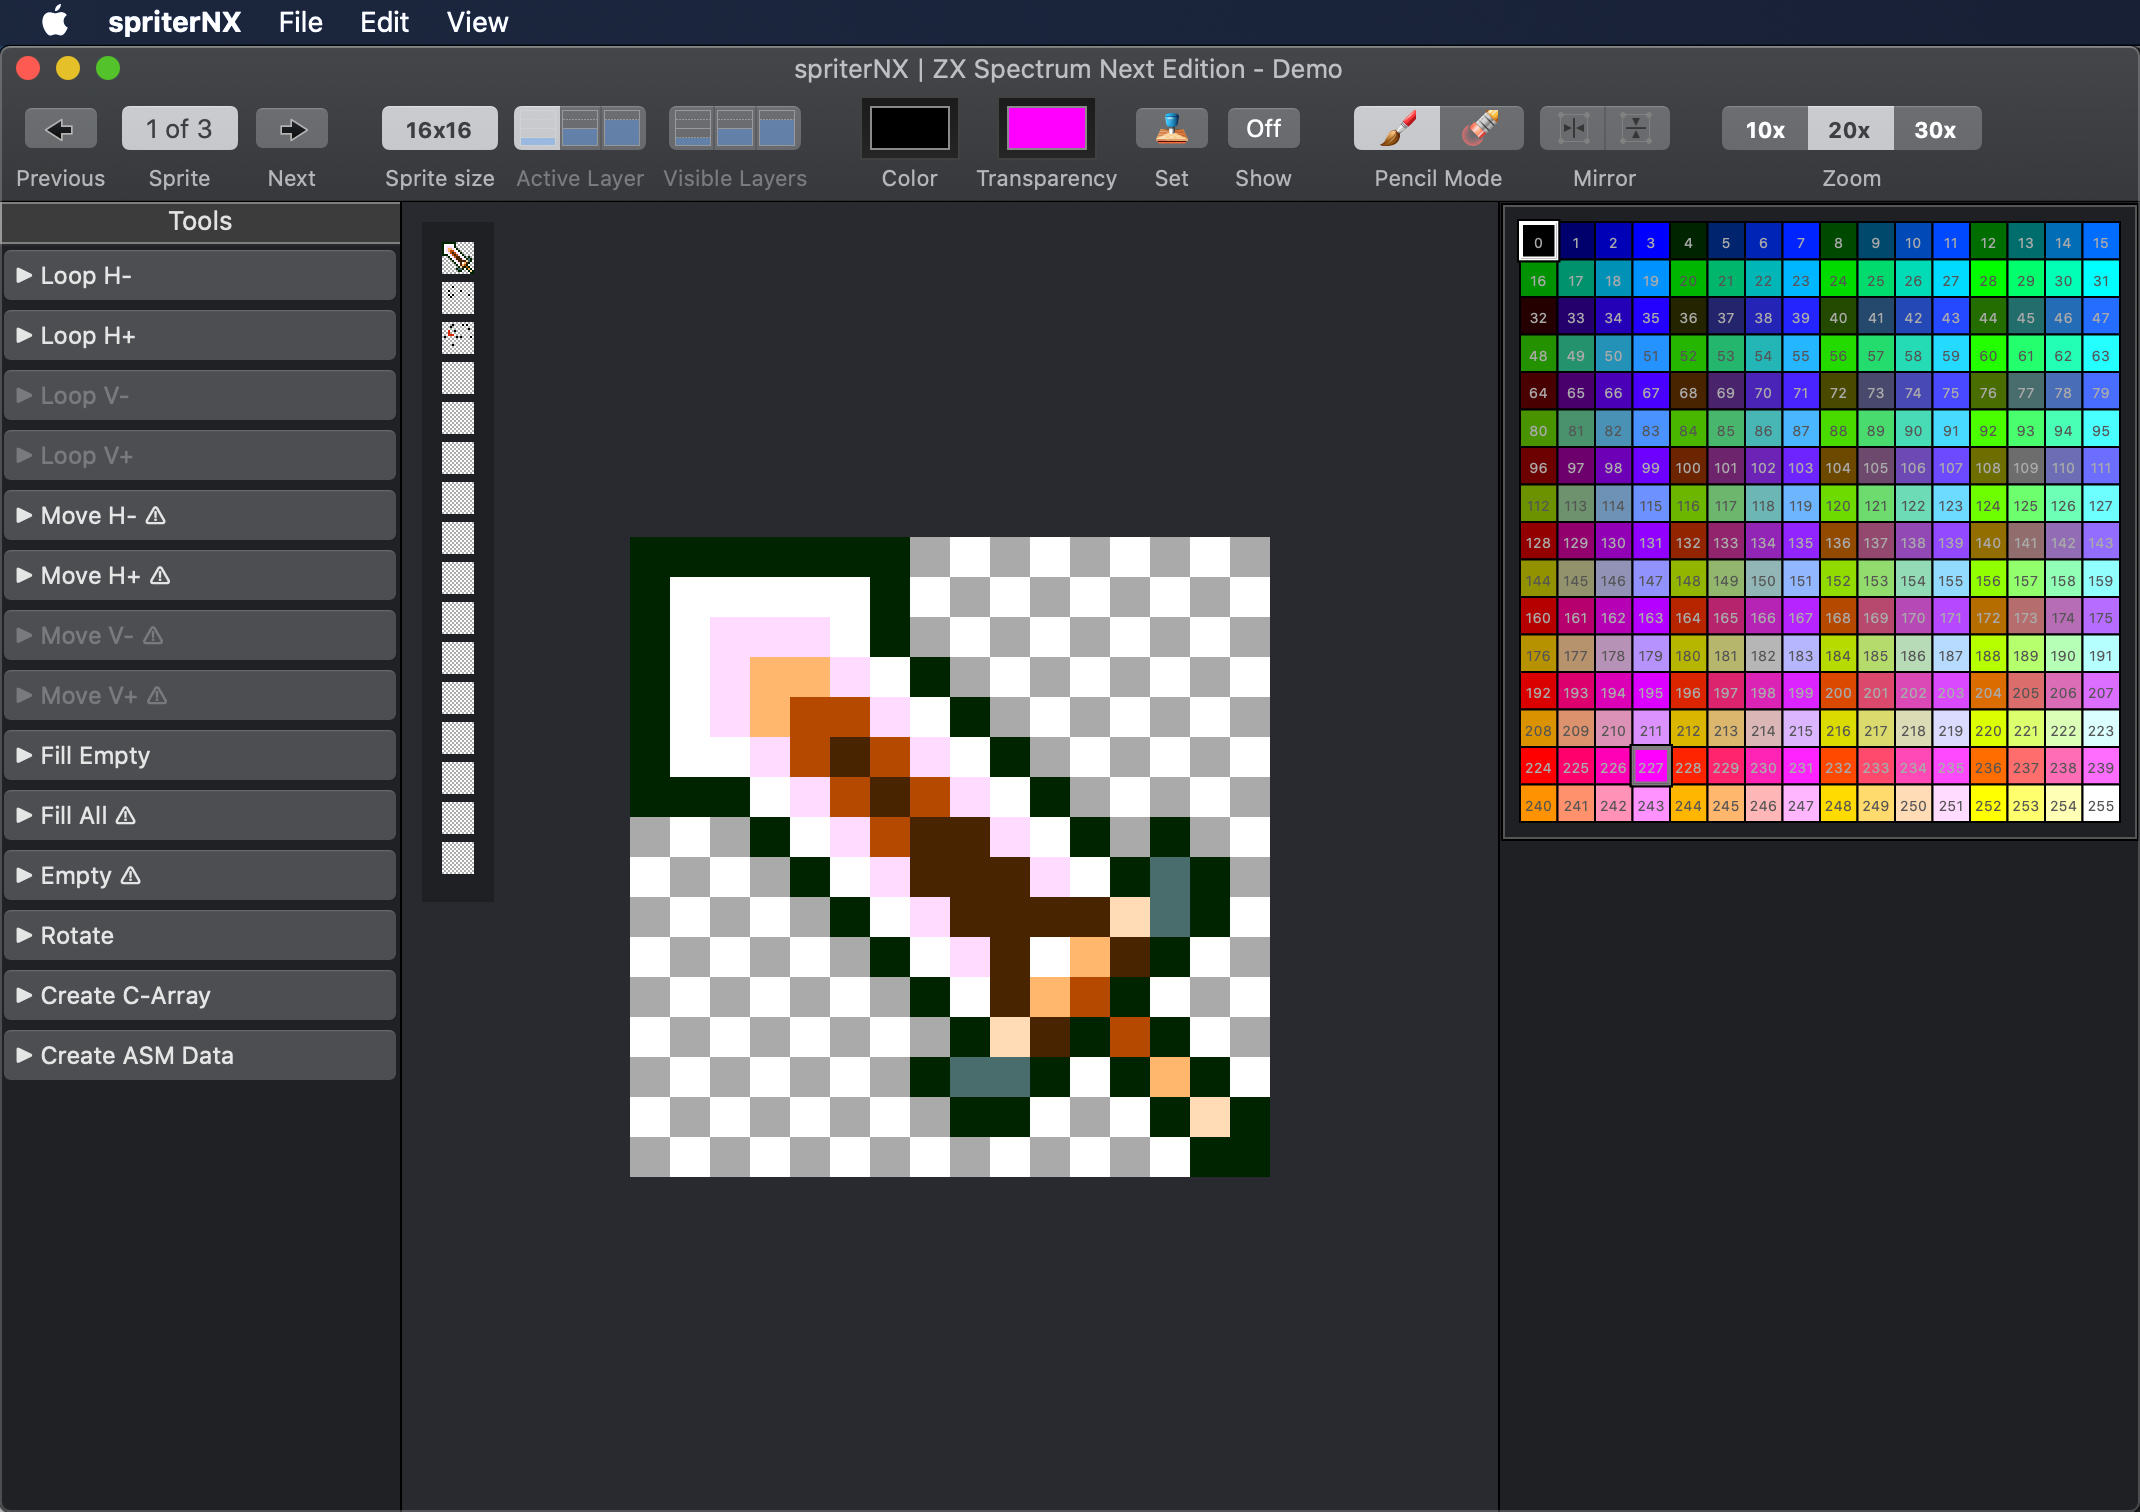 spriterNX File Edit View
spriterNX | ZX Spectrum Next Edition - Demo
1 of 3 16x16 Off 10x 20x 30x
Previous Sprite Next Sprite size Active Layer Visible Layers Color Transparency Set Show Pencil Mode Mirror Zoom
Tools
Loop H-
Loop H+
Loop V-
Loop V+
Move H- ⚠
Move H+ ⚠
Move V- ⚠
Move V+ ⚠
Fill Empty
Fill All ⚠
Empty ⚠
Rotate
Create C-Array
Create ASM Data
0 1 2 3 4 5 6 7 8 9 10 11 12 13 14 15
16 17 18 19 20 21 22 23 24 25 26 27 28 29 30 31
32 33 34 35 36 37 38 39 40 41 42 43 44 45 46 47
48 49 50 51 52 53 54 55 56 57 58 59 60 61 62 63
64 65 66 67 68 69 70 71 72 73 74 75 76 77 78 79
80 81 82 83 84 85 86 87 88 89 90 91 92 93 94 95
96 97 98 99 100 101 102 103 104 105 106 107 108 109 110 111
112 113 114 115 116 117 118 119 120 121 122 123 124 125 126 127
128 129 130 131 132 133 134 135 136 137 138 139 140 141 142 143
144 145 146 147 148 149 150 151 152 153 154 155 156 157 158 159
160 161 162 163 164 165 166 167 168 169 170 171 172 173 174 175
176 177 178 179 180 181 182 183 184 185 186 187 188 189 190 191
192 193 194 195 196 197 198 199 200 201 202 203 204 205 206 207
208 209 210 211 212 213 214 215 216 217 218 219 220 221 222 223
224 225 226 227 228 229 230 231 232 233 234 235 236 237 238 239
240 241 242 243 244 245 246 247 248 249 250 251 252 253 254 255